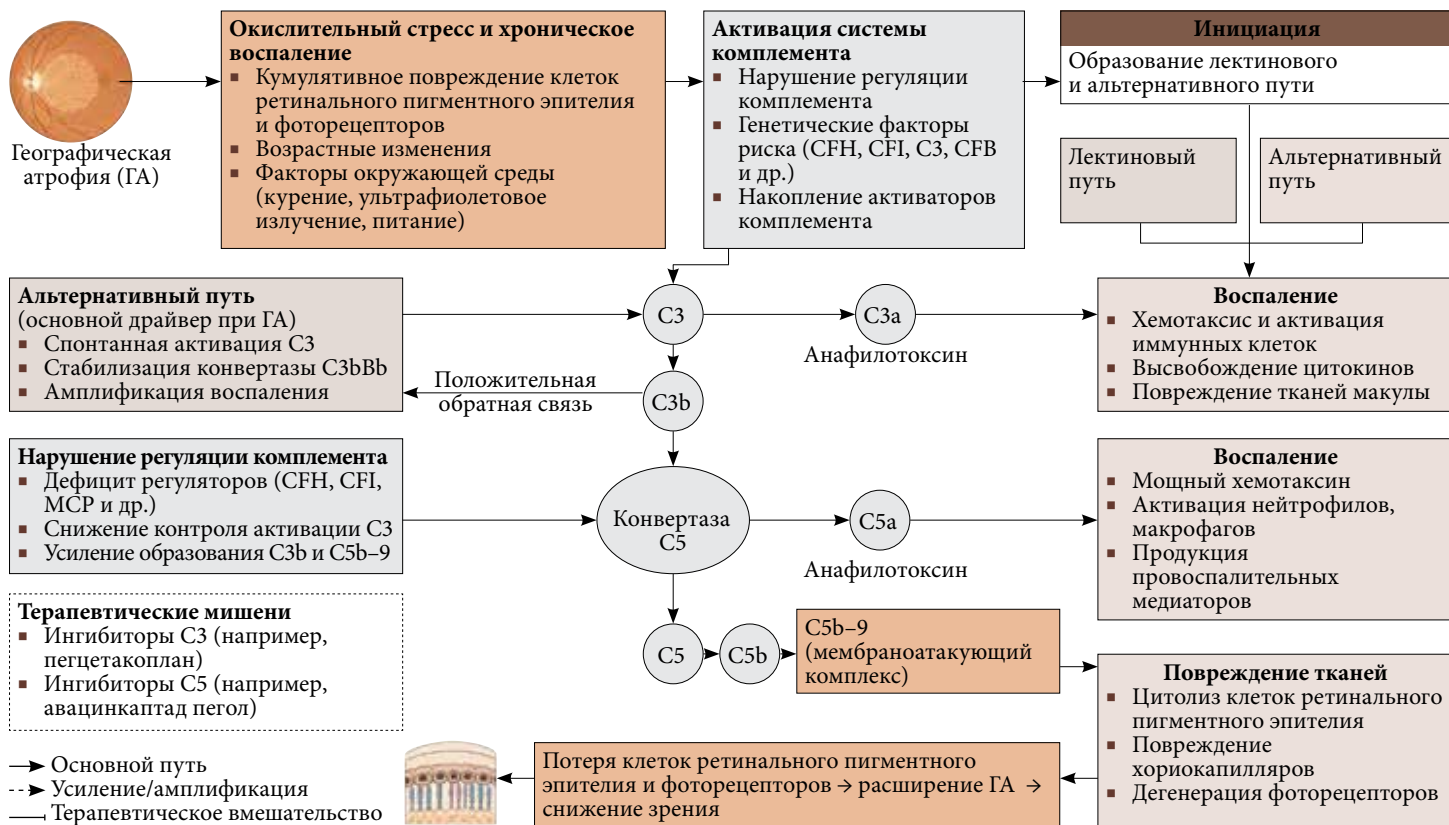 Географическая
атрофия (ГА)
Окислительный стресс и хроническое
воспаление
▪ Кумулятивное повреждение клеток
ретинального пигментного эпителия
и фоторецепторов
▪ Возрастные изменения
▪ Факторы окружающей среды
(курение, ультрафиолетовое
излучение, питание)
Активация системы
комплемента
▪ Нарушение регуляции
комплемента
▪ Генетические факторы
риска (CFH, CFI, C3, CFB
и др.)
▪ Накопление активаторов
комплемента
Инициация
Образование лектинового
и альтернативного пути
Лектиновый
путь
Альтернативный
путь
Альтернативный путь
(основной драйвер при ГА)
▪ Спонтанная активация C3
▪ Стабилизация конвертазы C3bBb
▪ Амплификация воспаления
C3
C3a
Анафилотоксин
Положительная
обратная связь
C3b
Воспаление
▪ Хемотаксис и активация
иммунных клеток
▪ Высвобождение цитокинов
▪ Повреждение тканей макулы
Нарушение регуляции комплемента
▪ Дефицит регуляторов (CFH, CFI,
MCP и др.)
▪ Снижение контроля активации C3
▪ Усиление образования C3b и C5b–9
Конвертаза
C5
C5a
Анафилотоксин
Воспаление
▪ Мощный хемотаксин
▪ Активация нейтрофилов,
макрофагов
▪ Продукция
провоспалительных
медиаторов
Терапевтические мишени
▪ Ингибиторы C3 (например,
пегцетакоплан)
▪ Ингибиторы C5 (например,
авацинкаптад пегол)
C5
C5b
C5b–9
(мембраноатакующий
комплекс)
Повреждение тканей
▪ Цитолиз клеток ретинального
пигментного эпителия
▪ Повреждение
хориокапилляров
▪ Дегенерация фоторецепторов
Потеря клеток ретинального пигментного
эпителия и фоторецепторов → расширение ГА →
снижение зрения
Основной путь
Усиление/амплификация
Терапевтическое вмешательство